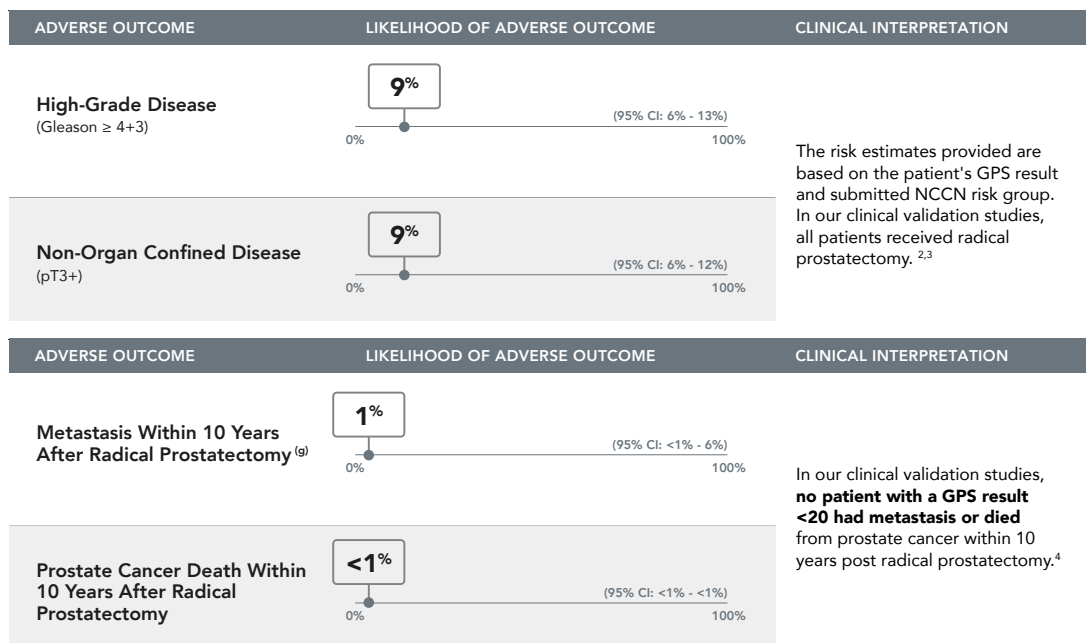 ADVERSE OUTCOME LIKELIHOOD OF ADVERSE OUTCOME CLINICAL INTERPRETATION
High-Grade Disease
(Gleason ≥ 4+3)
9%
(95% CI: 6% - 13%)
0% 100%
Non-Organ Confined Disease
(pT3+)
9%
(95% CI: 6% - 12%)
0% 100%
The risk estimates provided are
based on the patient's GPS result
and submitted NCCN risk group.
In our clinical validation studies,
all patients received radical
prostatectomy. 2,3
ADVERSE OUTCOME LIKELIHOOD OF ADVERSE OUTCOME CLINICAL INTERPRETATION
Metastasis Within 10 Years
After Radical Prostatectomy (g)
1%
(95% CI: <1% - 6%)
0% 100%
Prostate Cancer Death Within
10 Years After Radical
Prostatectomy
<1%
(95% CI: <1% - <1%)
0% 100%
In our clinical validation studies,
no patient with a GPS result
<20 had metastasis or died
from prostate cancer within 10
years post radical prostatectomy.4